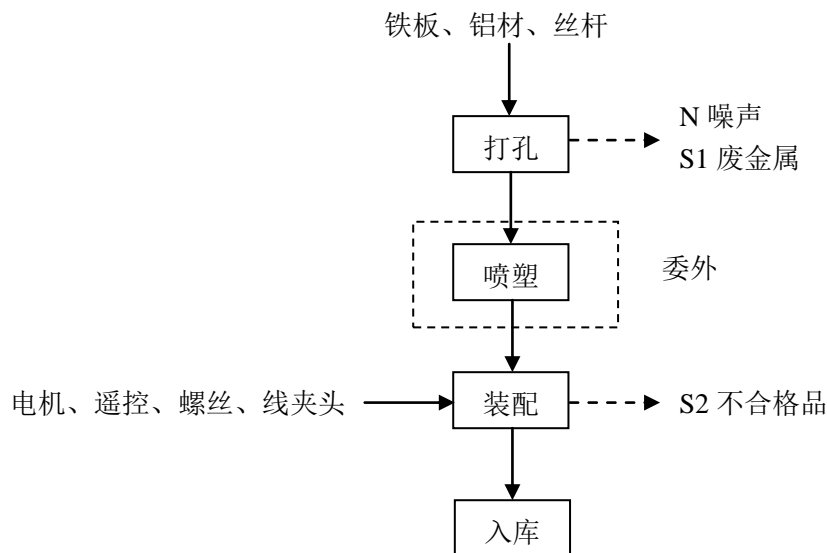 铁板、铝材、丝杆
N 噪声
打孔
S1 废金属
委外
喷塑
电机、遥控、螺丝、线夹头
装配
S2 不合格品
入库